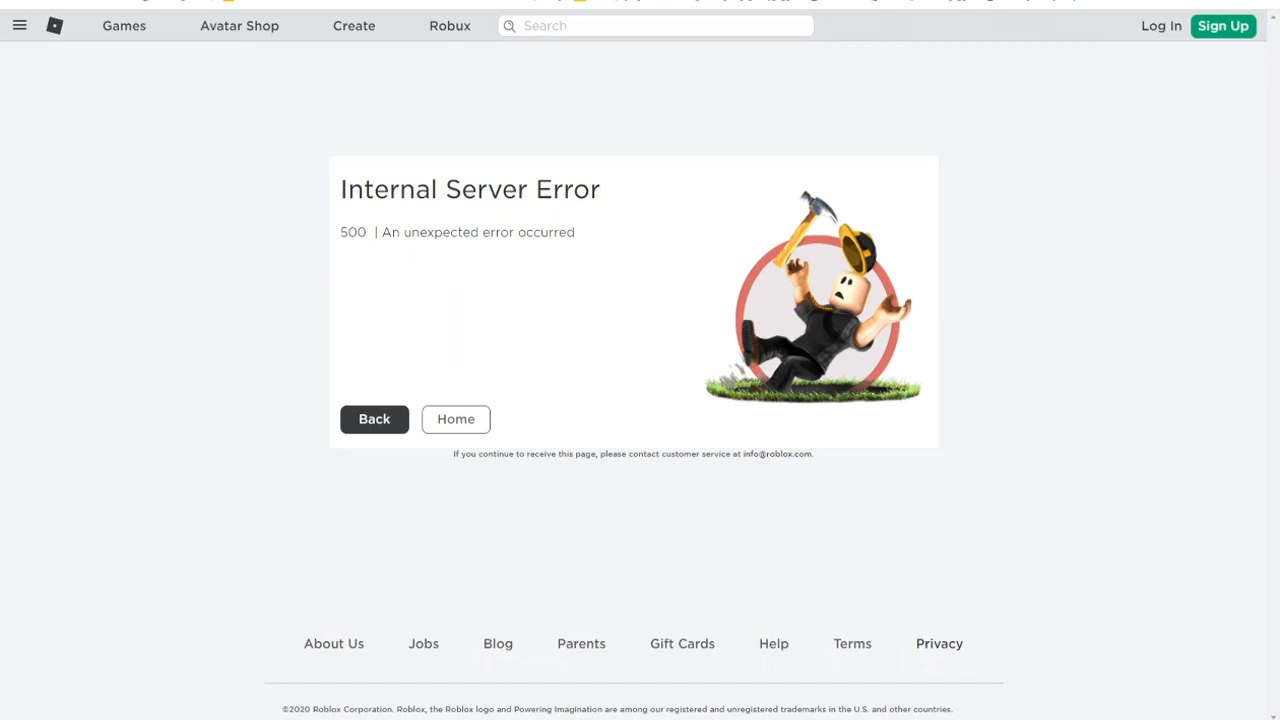 Games Avatar Shop Create Robux Search Log In Sign Up
Internal Server Error
500 | An unexpected error occurred
Back Home
If you continue to receive this page, please contact customer service at info@roblox.com.
About Us Jobs Blog Parents Gift Cards Help Terms Privacy
©2020 Roblox Corporation. Roblox, the Roblox logo and Powering Imagination are among our registered and unregistered trademarks in the U.S. and other countries.